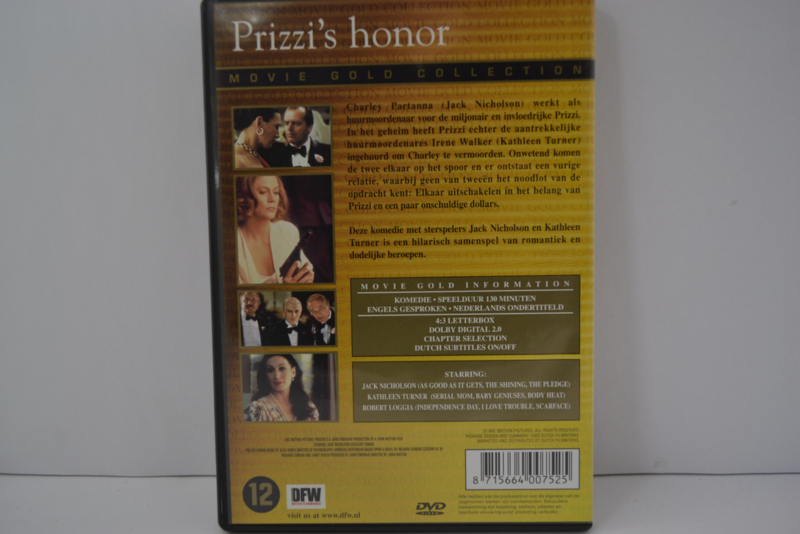 Prizzi's honor
MOVIE GOLD COLLECTION
Charley Partanna (Jack Nicholson) werkt als
huurmoordenaar voor de miljonair en invloedrijke Prizzi.
In het geheim heeft Prizzi echter de aantrekkelijke
huurmoordenares Irene Walker (Kathleen Turner)
ingehuurd om Charley te vermoorden. Onwetend komen
de twee elkaar op het spoor en er ontstaat een vurige
relatie, waarbij geen van tweeën het noodlot van de
opdracht kent: Elkaar uitschakelen in het belang van
Prizzi en een paar onschuldige dollars.
Deze komedie met sterspelers Jack Nicholson en Kathleen
Turner is een hilarisch samenspel van romantiek en
dodelijke beroepen.
MOVIE GOLD INFORMATION
KOMEDIE • SPEELDUUR 130 MINUTEN
ENGELS GESPROKEN • NEDERLANDS ONDERTITELD
4:3 LETTERBOX
DOLBY DIGITAL 2.0
CHAPTER SELECTION
DUTCH SUBTITLES ON/OFF
STARRING:
JACK NICHOLSON (AS GOOD AS IT GETS, THE SHINING, THE PLEDGE)
KATHLEEN TURNER (SERIAL MOM, BABY GENIUSES, BODY HEAT)
ROBERT LOGGIA (INDEPENDENCE DAY, I LOVE TROUBLE, SCARFACE)
12
DFW
visit us at www.dfw.nl
DVD
VIDEO
8 715664 007525